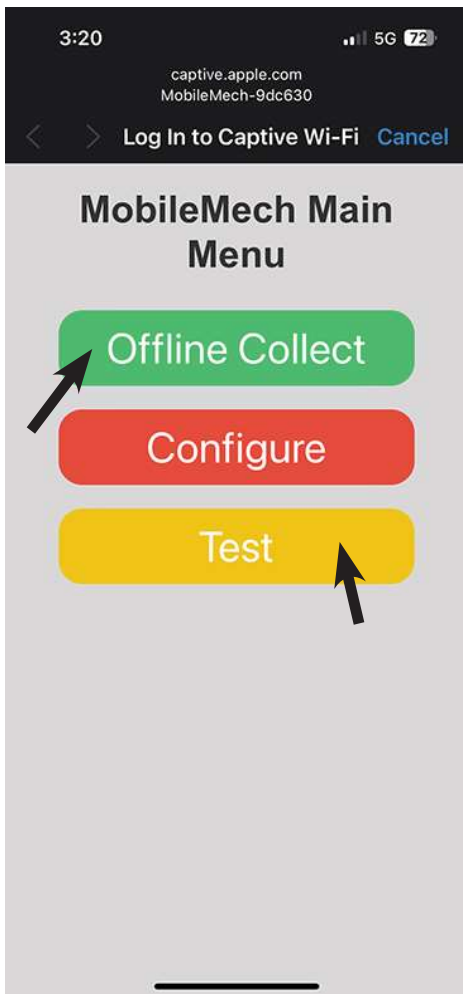 3:20 5G 72
captive.apple.com
MobileMech-9dc630
Log In to Captive Wi-Fi Cancel
MobileMech Main
Menu
Offline Collect
Configure
Test